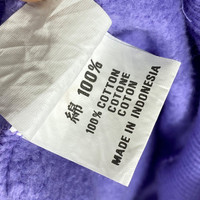 綿 100%
100% COTTON
COTONE
COTON
MADE IN INDONESIA